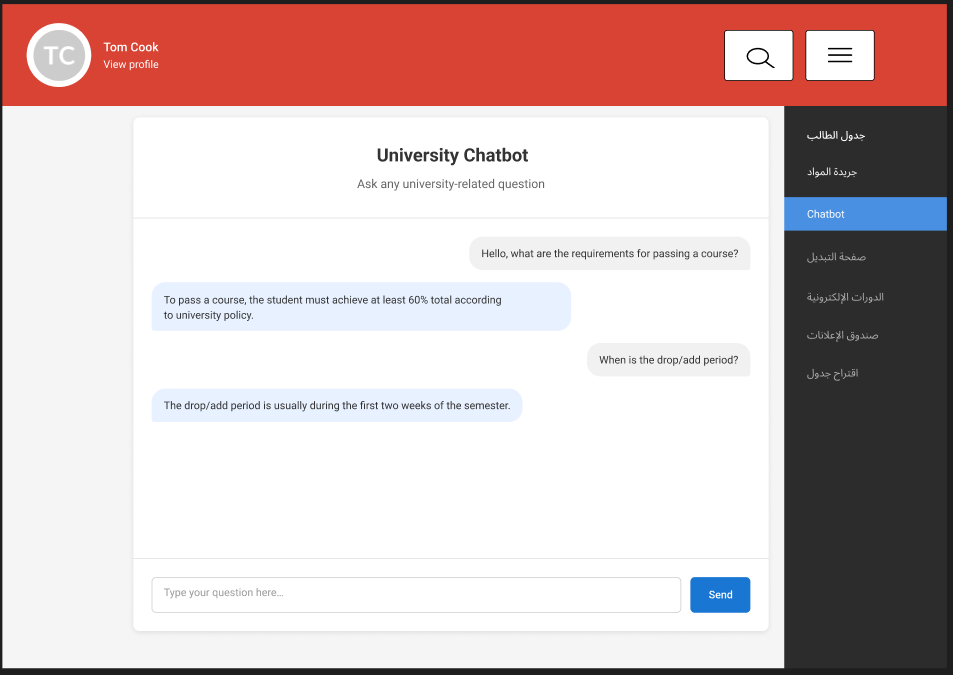 TC
Tom Cook
View profile
University Chatbot
Ask any university-related question
Hello, what are the requirements for passing a course?
To pass a course, the student must achieve at least 60% total according
to university policy.
When is the drop/add period?
The drop/add period is usually during the first two weeks of the semester.
Type your question here...
Send
جدول الطالب
جريدة المواد
Chatbot
صفحة التبديل
الدورات الإلكترونية
صندوق الإعلانات
اقتراح جدول